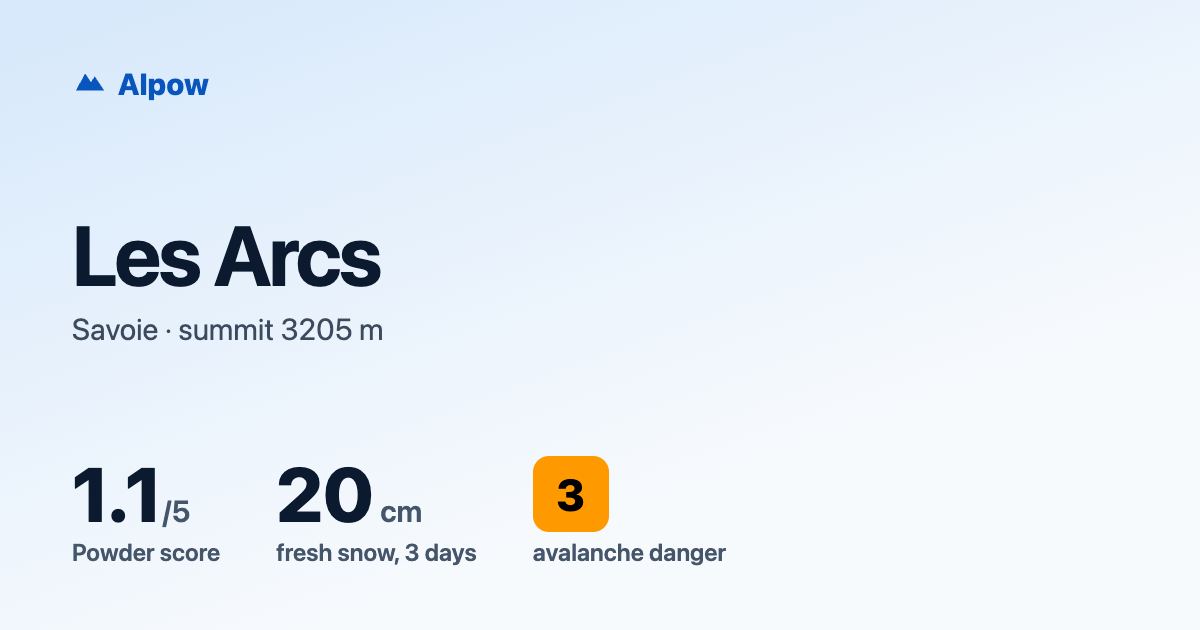 Alpow
Les Arcs
Savoie · summit 3205 m
1.1/5
Powder score
20 cm
fresh snow, 3 days
3
avalanche danger